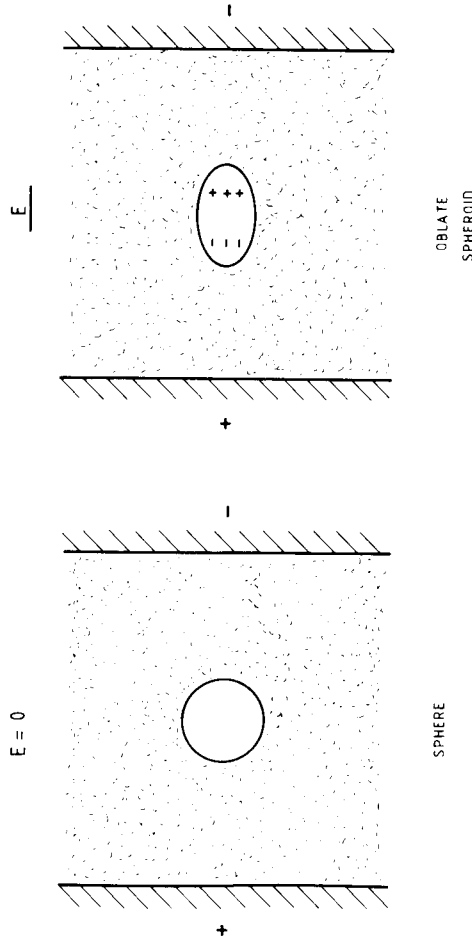 E = 0
+ −
SPHERE
E
+ −
− +
− +
− +
OBLATE
SPHEROID